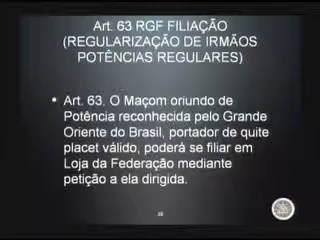 Art. 63 RGF FILIAÇÃO
(REGULARIZAÇÃO DE IRMÃOS
POTÊNCIAS REGULARES)
• Art. 63. O Maçom oriundo de
Potência reconhecida pelo Grande
Oriente do Brasil, portador de quite
placet válido, poderá se filiar em
Loja da Federação mediante
petição a ela dirigida.